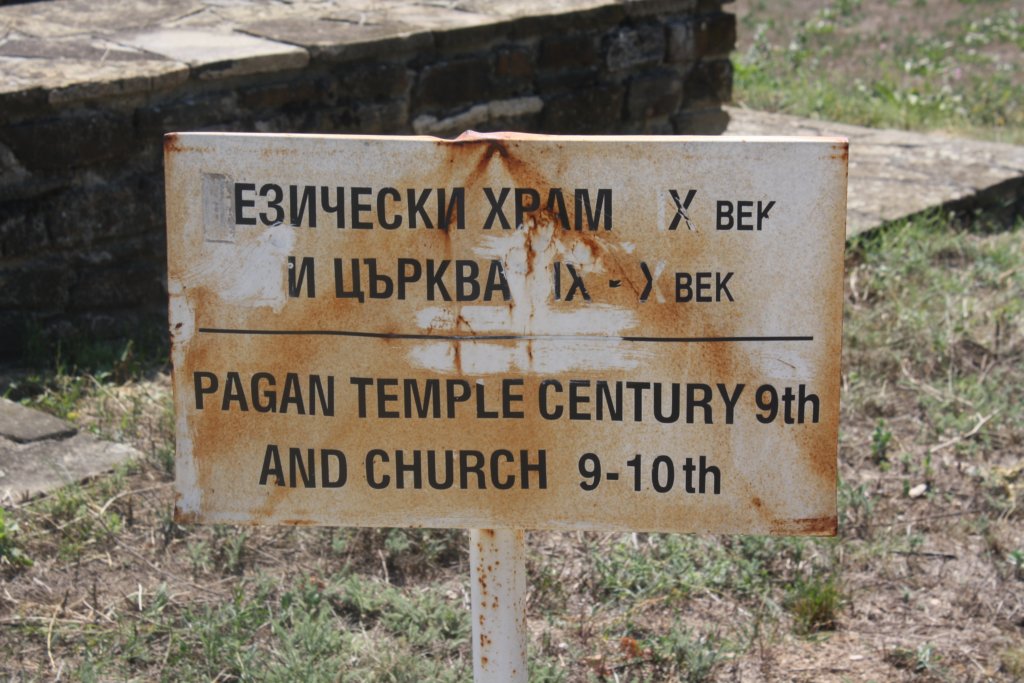 ЕЗИЧЕСКИ ХРАМ X ВЕК
И ЦЪРКВА IX - X ВЕК
PAGAN TEMPLE CENTURY 9th
AND CHURCH 9-10th